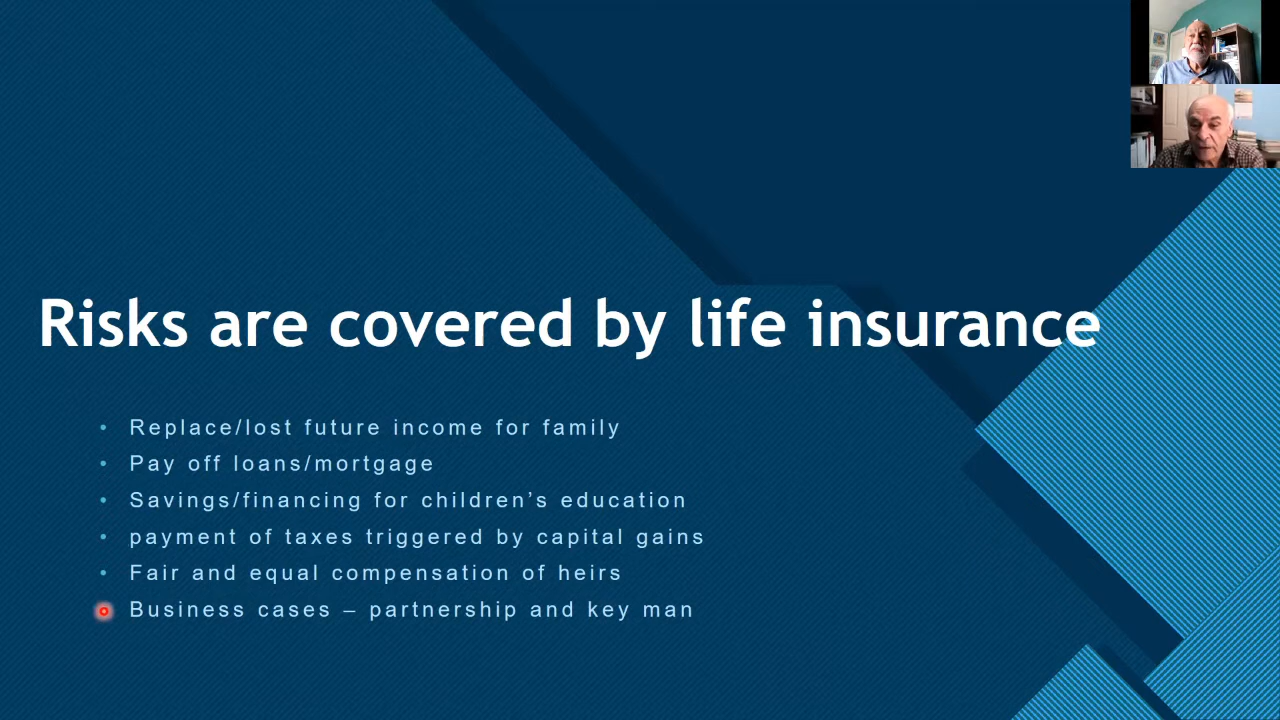 Risks are covered by life insurance
• Replace/lost future income for family
• Pay off loans/mortgage
• Savings/financing for children’s education
• payment of taxes triggered by capital gains
• Fair and equal compensation of heirs
Business cases – partnership and key man